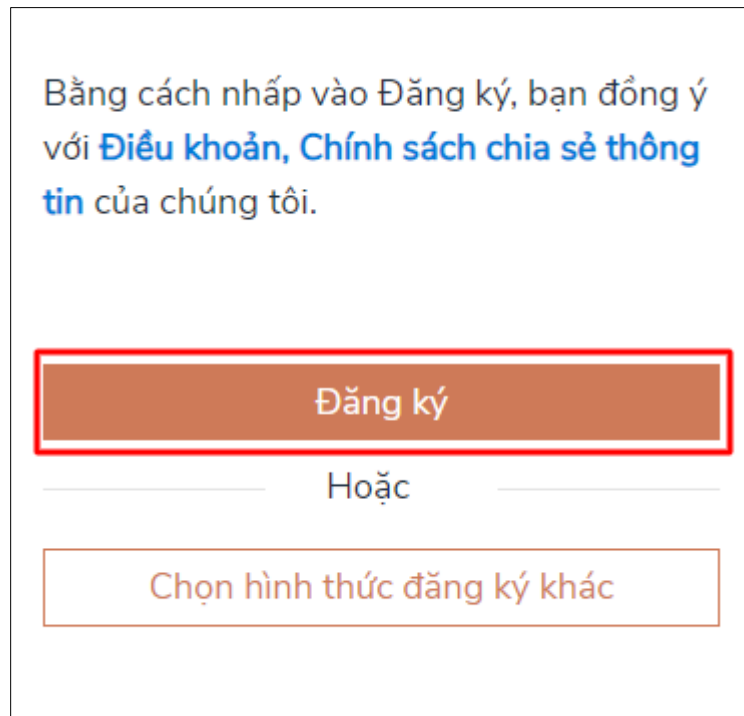 Bằng cách nhấp vào Đăng ký, bạn đồng ý
với Điều khoản, Chính sách chia sẻ thông
tin của chúng tôi.
Đăng ký
Hoặc
Chọn hình thức đăng ký khác